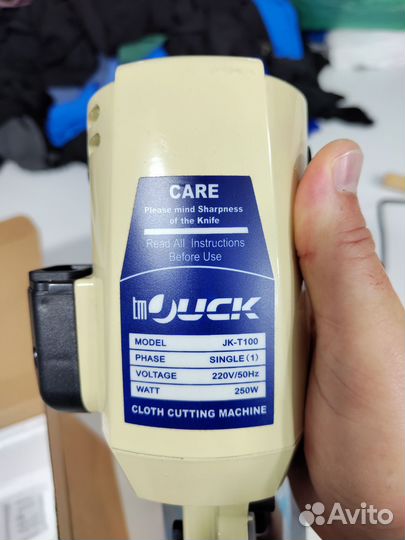 CARE
Please mind Sharpness
of the Knife
Read All Instructions
Before Use
tm JUCK
MODEL JK-T100
PHASE SINGLE (1)
VOLTAGE 220V/50Hz
WATT 250W
CLOTH CUTTING MACHINE
Avito